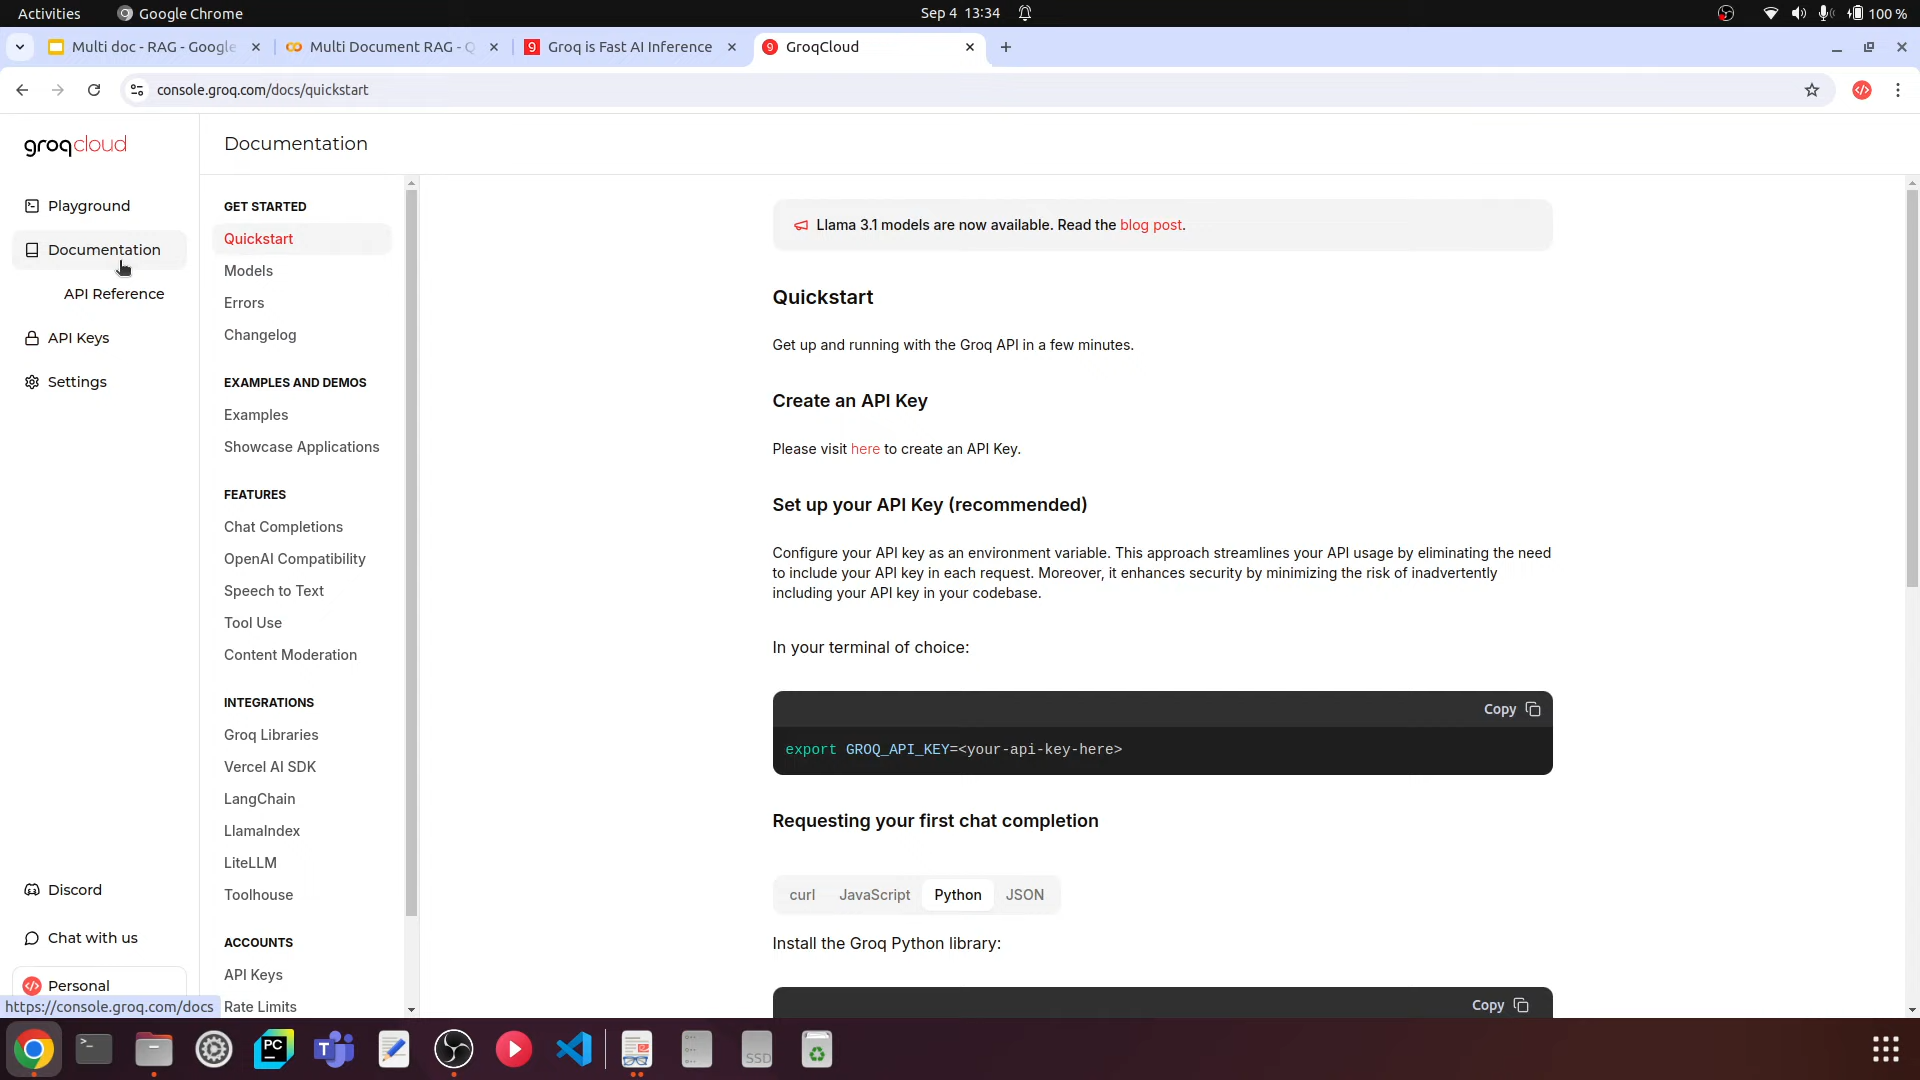 Activities
Google Chrome
Sep 4 13:34
100 %
Multi doc - RAG - Google
Multi Document RAG - Q
Groq is Fast AI Inference
GroqCloud
console.groq.com/docs/quickstart
groqcloud
Playground
Documentation
API Reference
API Keys
Settings
Discord
Chat with us
Personal
https://console.groq.com/docs
Documentation
GET STARTED
Quickstart
Models
Errors
Changelog
EXAMPLES AND DEMOS
Examples
Showcase Applications
FEATURES
Chat Completions
OpenAI Compatibility
Speech to Text
Tool Use
Content Moderation
INTEGRATIONS
Groq Libraries
Vercel AI SDK
LangChain
LlamaIndex
LiteLLM
Toolhouse
ACCOUNTS
API Keys
Rate Limits
Llama 3.1 models are now available. Read the blog post.
Quickstart
Get up and running with the Groq API in a few minutes.
Create an API Key
Please visit here to create an API Key.
Set up your API Key (recommended)
Configure your API key as an environment variable. This approach streamlines your API usage by eliminating the need
to include your API key in each request. Moreover, it enhances security by minimizing the risk of inadvertently
including your API key in your codebase.
In your terminal of choice:
Copy
export GROQ_API_KEY=<your-api-key-here>
Requesting your first chat completion
curl JavaScript Python JSON
Install the Groq Python library:
Copy
PC
SSD